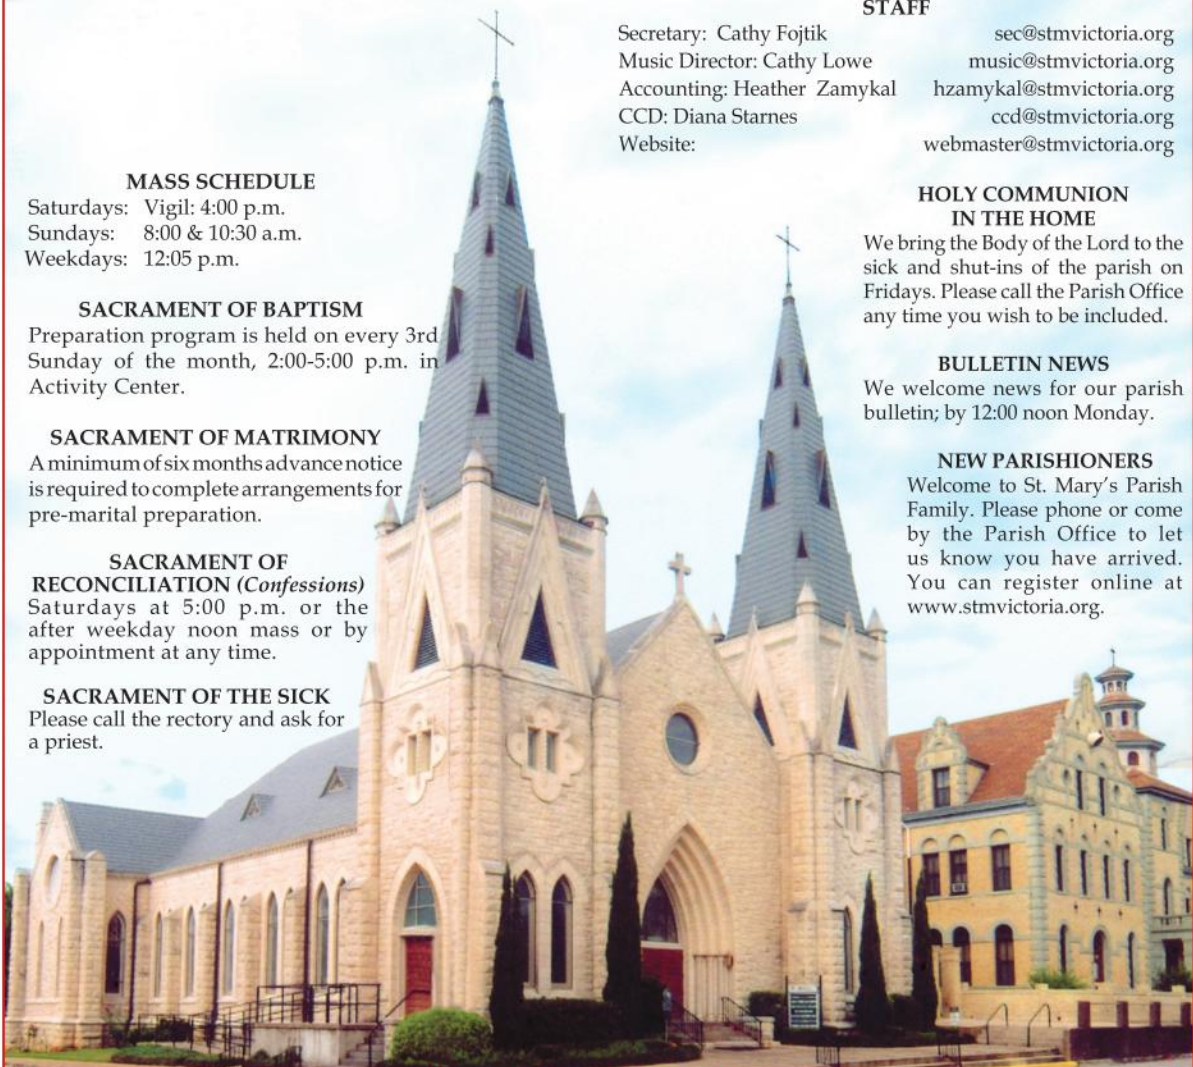 STAFF
Secretary: Cathy Fojtik sec@stmvictoria.org
Music Director: Cathy Lowe music@stmvictoria.org
Accounting: Heather Zamykal hzamykal@stmvictoria.org
CCD: Diana Starnes ccd@stmvictoria.org
Website: webmaster@stmvictoria.org
MASS SCHEDULE
Saturdays: Vigil: 4:00 p.m.
Sundays: 8:00 & 10:30 a.m.
Weekdays: 12:05 p.m.
SACRAMENT OF BAPTISM
Preparation program is held on every 3rd
Sunday of the month, 2:00-5:00 p.m. in
Activity Center.
SACRAMENT OF MATRIMONY
A minimum of six months advance notice
is required to complete arrangements for
pre-marital preparation.
SACRAMENT OF
RECONCILIATION (Confessions)
Saturdays at 5:00 p.m. or the
after weekday noon mass or by
appointment at any time.
SACRAMENT OF THE SICK
Please call the rectory and ask for
a priest.
HOLY COMMUNION
IN THE HOME
We bring the Body of the Lord to the
sick and shut-ins of the parish on
Fridays. Please call the Parish Office
any time you wish to be included.
BULLETIN NEWS
We welcome news for our parish
bulletin; by 12:00 noon Monday.
NEW PARISHIONERS
Welcome to St. Mary's Parish
Family. Please phone or come
by the Parish Office to let
us know you have arrived.
You can register online at
www.stmvictoria.org.